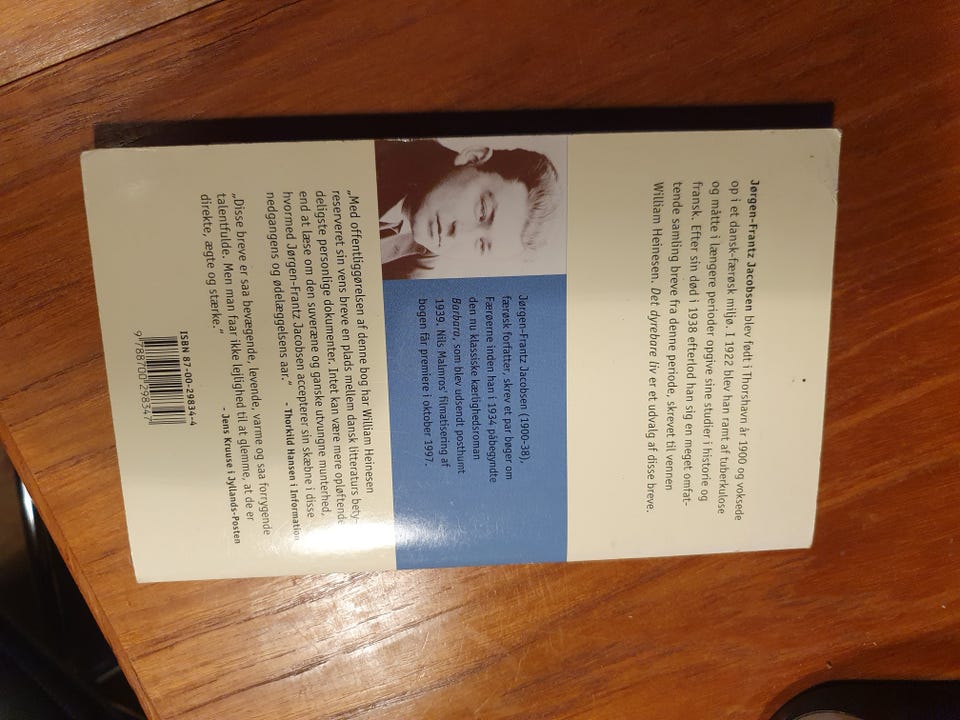 Jørgen-Frantz Jacobsen blev født i Thorshavn år 1900 og voksede
op i et dansk-færøsk miljø. I 1922 blev han ramt af tuberkulose
og måtte i længere perioder opgive sine studier i historie og
fransk. Efter sin død i 1938 efterlod han sig en meget omfat-
tende samling breve fra denne periode, skrevet til vennen
William Heinesen. Det dyrebare liv er et udvalg af disse breve.
Jørgen-Frantz Jacobsen (1900-38),
færøsk forfatter, skrev et par bøger om
Færøerne inden han i 1934 påbegyndte
den nu klassiske kærlighedsroman
Barbara, som blev udsendt posthumt
1939. Nils Malmros' filmatisering af
bogen får premiere i oktober 1997.
„Med offentliggørelsen af denne bog har William Heinesen
reserveret sin vens breve en plads mellem dansk litteraturs bety-
deligste personlige dokumenter. Intet kan være mere opløftende
end at læse om den suveræne og ganske utvungne munterhed,
hvormed Jørgen-Frantz Jacobsen accepterer sin skæbne i disse
nedgangens og ødelæggelsens aar."
- Thorkild Hansen i Information
„Disse breve er saa bevægende, levende, varme og saa forrygende
talentfulde. Men man faar ikke lejlighed til at glemme, at de er
direkte, ægte og stærke."
- Jens Kruuse i Jyllands-Posten
ISBN 87-00-29834-4
9 788700 298347